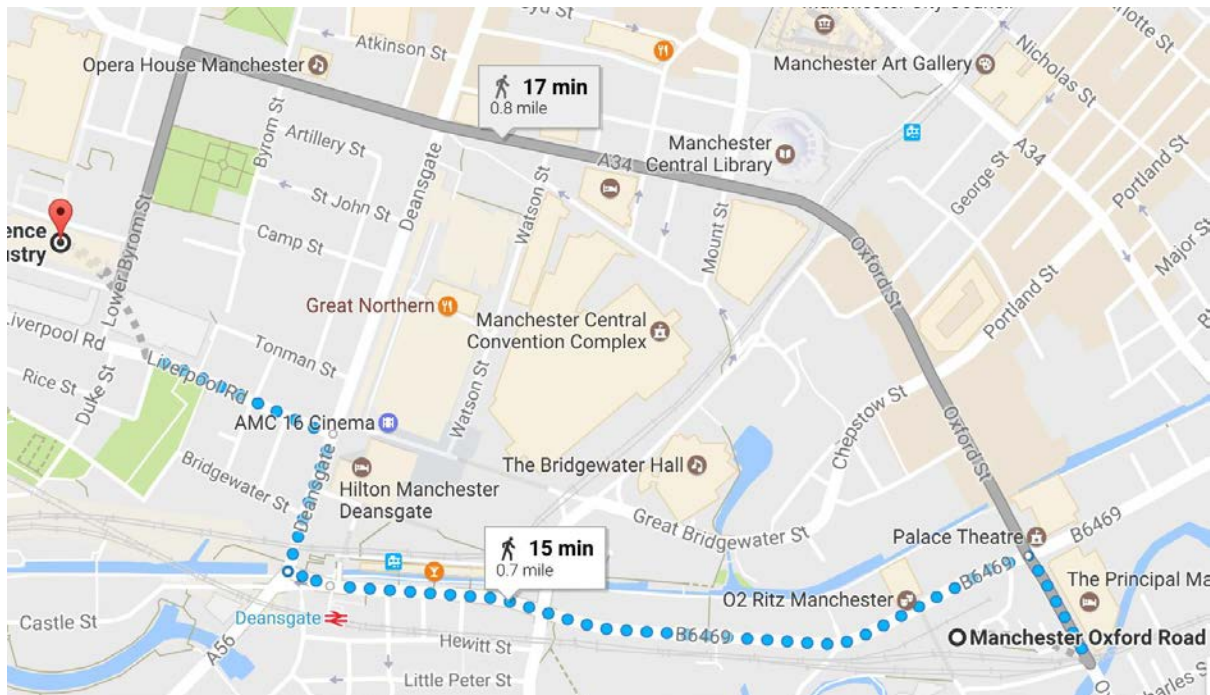 Manchester City Council
Atkinson St
Opera House Manchester
17 min
0.8 mile
Manchester Art Gallery
Nicholas St
Byrom St
Artillery St
Deansgate
Manchester
Central Library
A34
A34
George St
Portland St
St John St
Watson St
Mount St
Camp St
Lower Byrom St
ence
ustry
Oxford St
Major St
Great Northern
Manchester Central
Convention Complex
Portland St
Liverpool Rd
Tonman St
Liverpool Rd
Rice St
Duke St
Watson St
AMC 16 Cinema
Chepstow St
Oxford St
Bridgewater St
Deansgate
Hilton Manchester
Deansgate
The Bridgewater Hall
Great Bridgewater St
Palace Theatre
B6469
15 min
0.7 mile
B6469
The Principal Ma
O2 Ritz Manchester
Deansgate
Castle St
A56
Hewitt St
B6469
Manchester Oxford Road
Little Peter St
Charles S